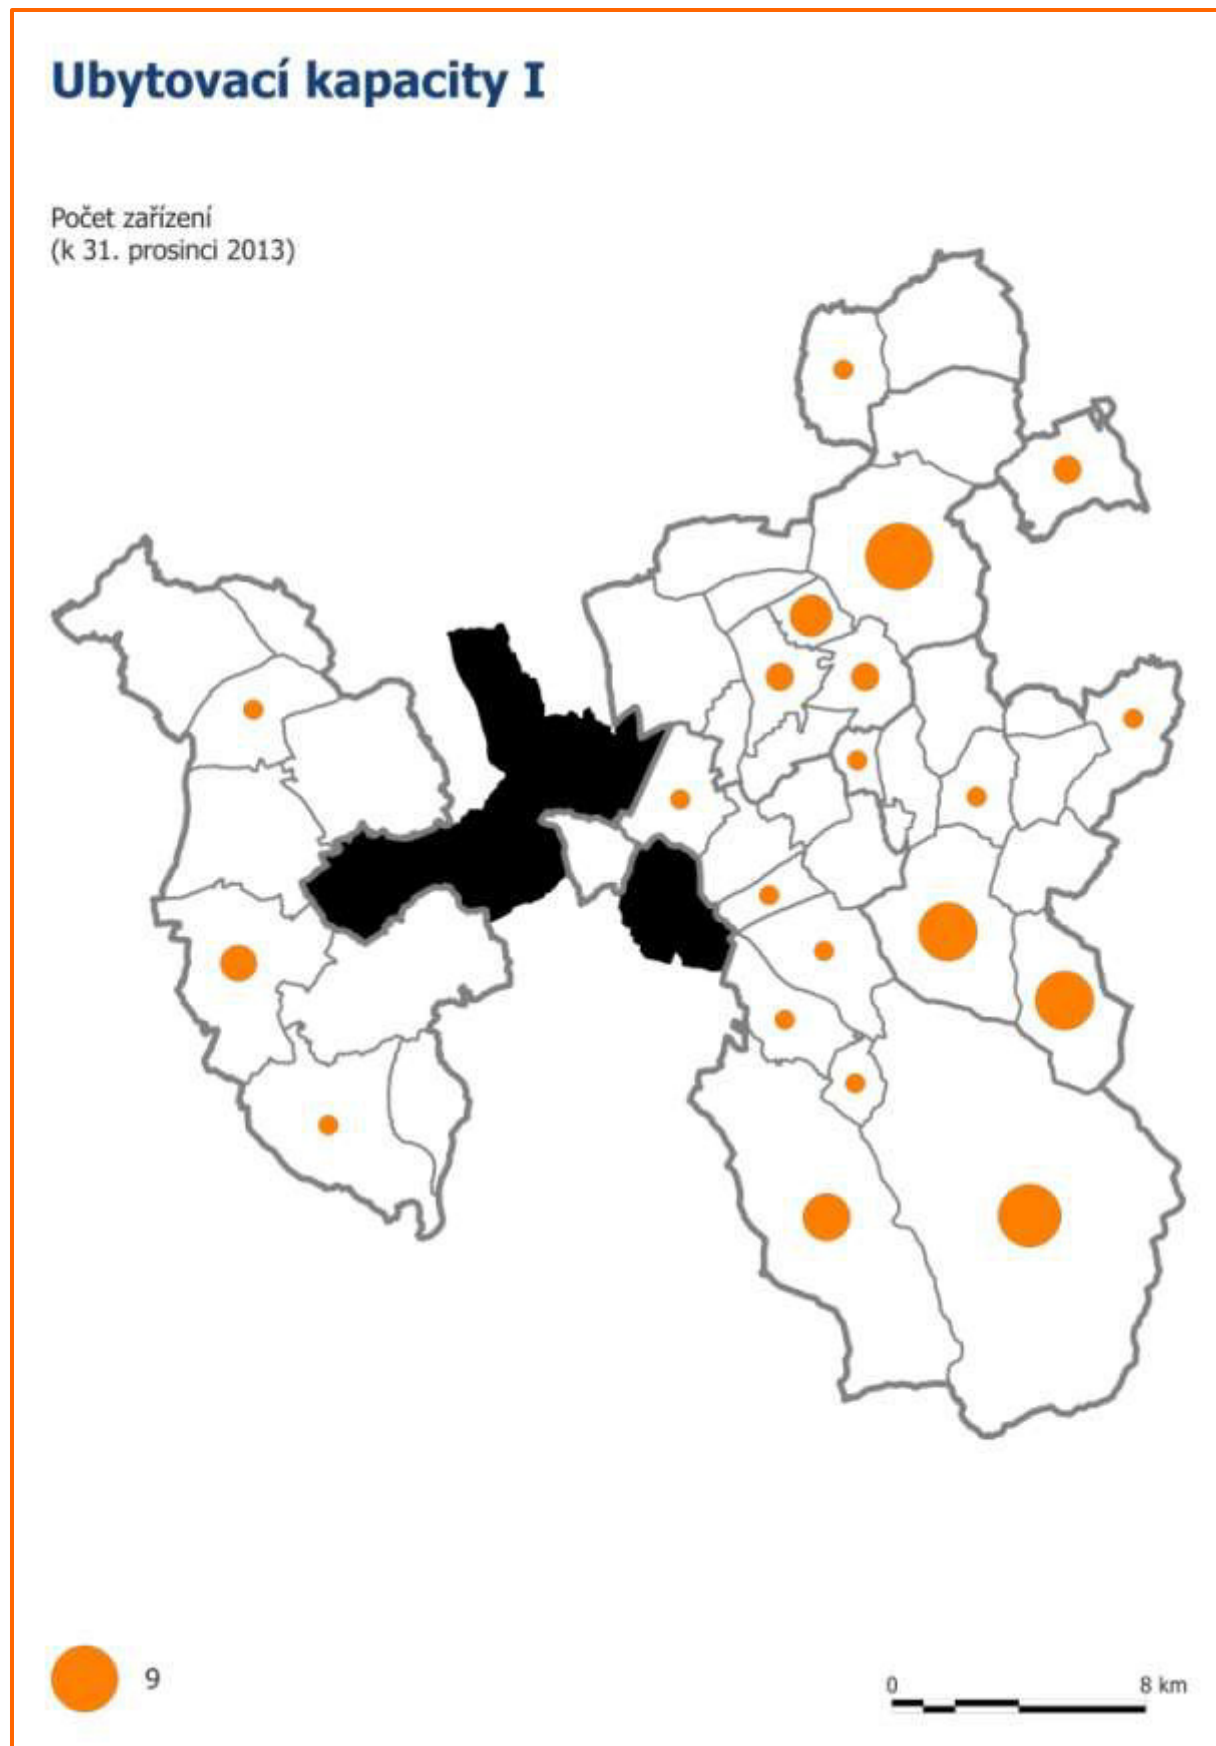 Ubytovací kapacity I
Počet zařízení
(k 31. prosinci 2013)
9
0 8 km